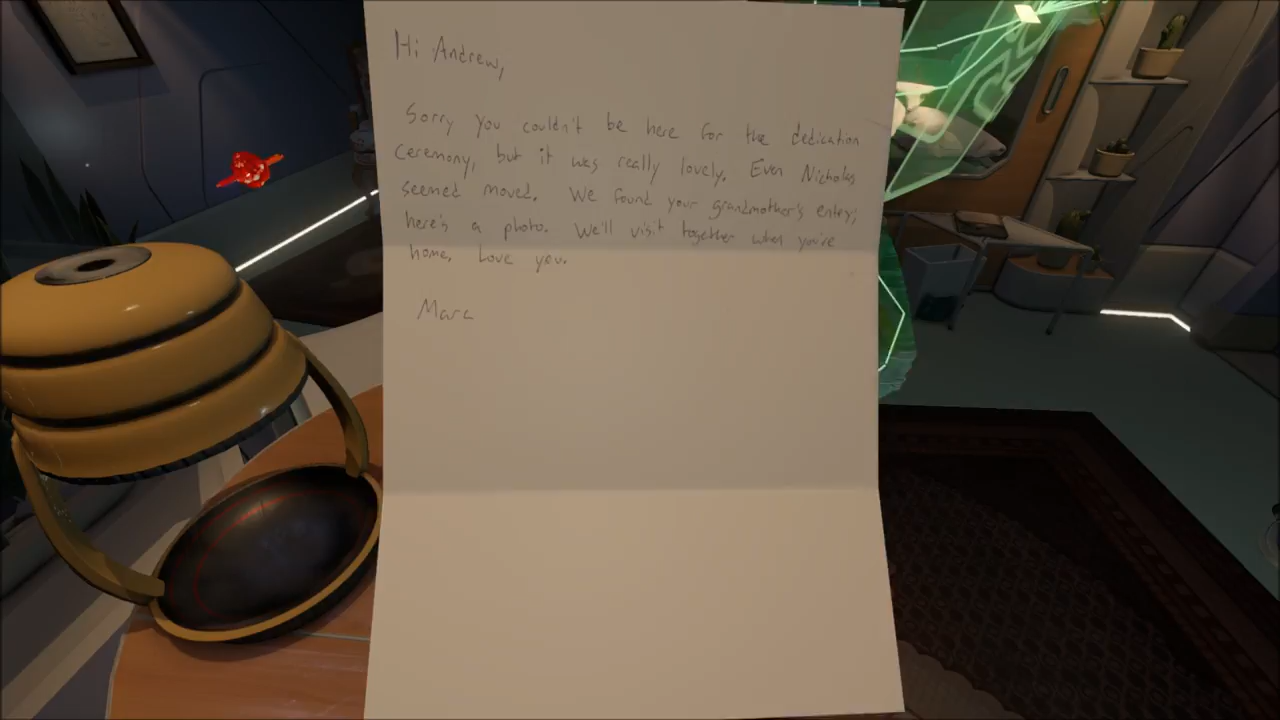 Hi Andrew,
Sorry you couldn't be here for the dedication
ceremony, but it was really lovely. Even Nicholas
seemed moved. We found your grandmother's entry;
here's a photo. We'll visit together when you're
home. Love you.
Marc